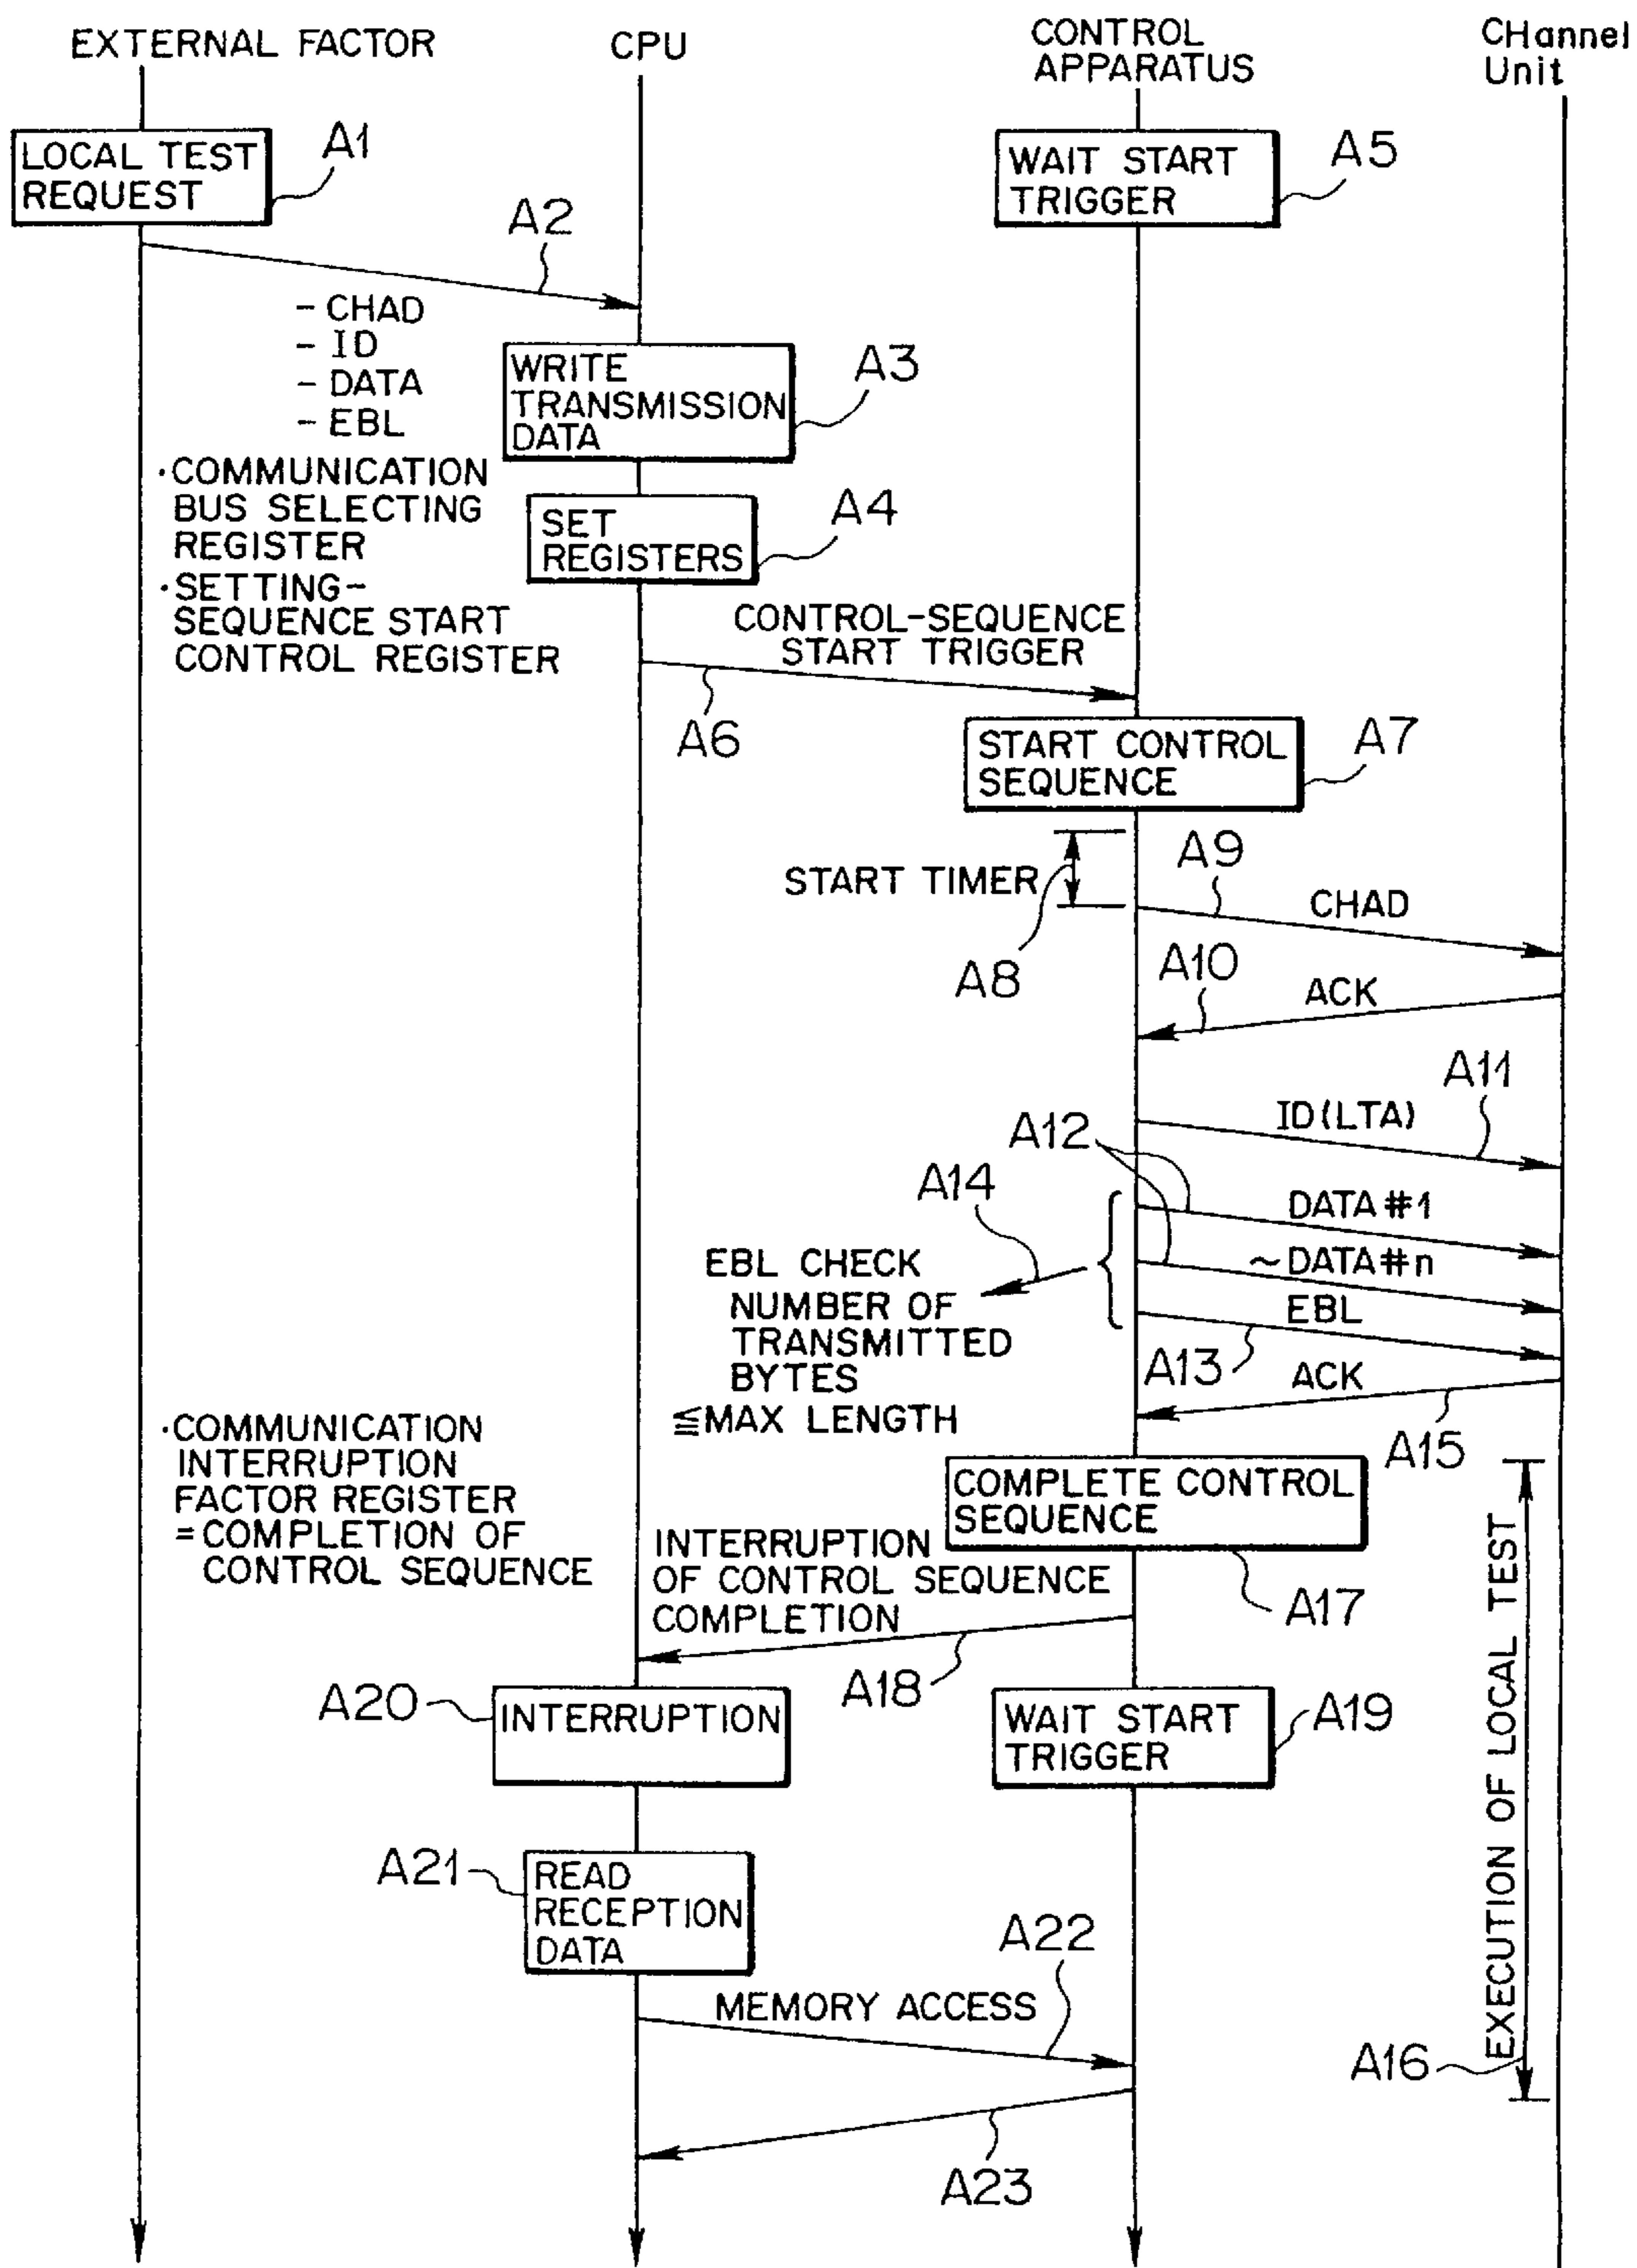 EXTERNAL FACTOR
CPU
CONTROL
APPARATUS
CHannel
Unit
LOCAL TEST
REQUEST
A1
WAIT START
TRIGGER
A5
A2
- CHAD
- ID
- DATA
- EBL
WRITE
TRANSMISSION
DATA
A3
·COMMUNICATION
BUS SELECTING
REGISTER
·SETTING-
SEQUENCE START
CONTROL REGISTER
SET
REGISTERS
A4
CONTROL-SEQUENCE
START TRIGGER
A6
START CONTROL
SEQUENCE
A7
START TIMER
A8
A9
CHAD
A10
ACK
A11
ID(LTA)
A12
A14
DATA#1
~DATA#n
EBL
EBL CHECK
NUMBER OF
TRANSMITTED
BYTES
≦MAX LENGTH
A13
ACK
A15
·COMMUNICATION
INTERRUPTION
FACTOR REGISTER
=COMPLETION OF
CONTROL SEQUENCE
COMPLETE CONTROL
SEQUENCE
A17
INTERRUPTION
OF CONTROL SEQUENCE
COMPLETION
A18
EXECUTION OF LOCAL TEST
A16
A20
INTERRUPTION
WAIT START
TRIGGER
A19
A21
READ
RECEPTION
DATA
A22
MEMORY ACCESS
A23